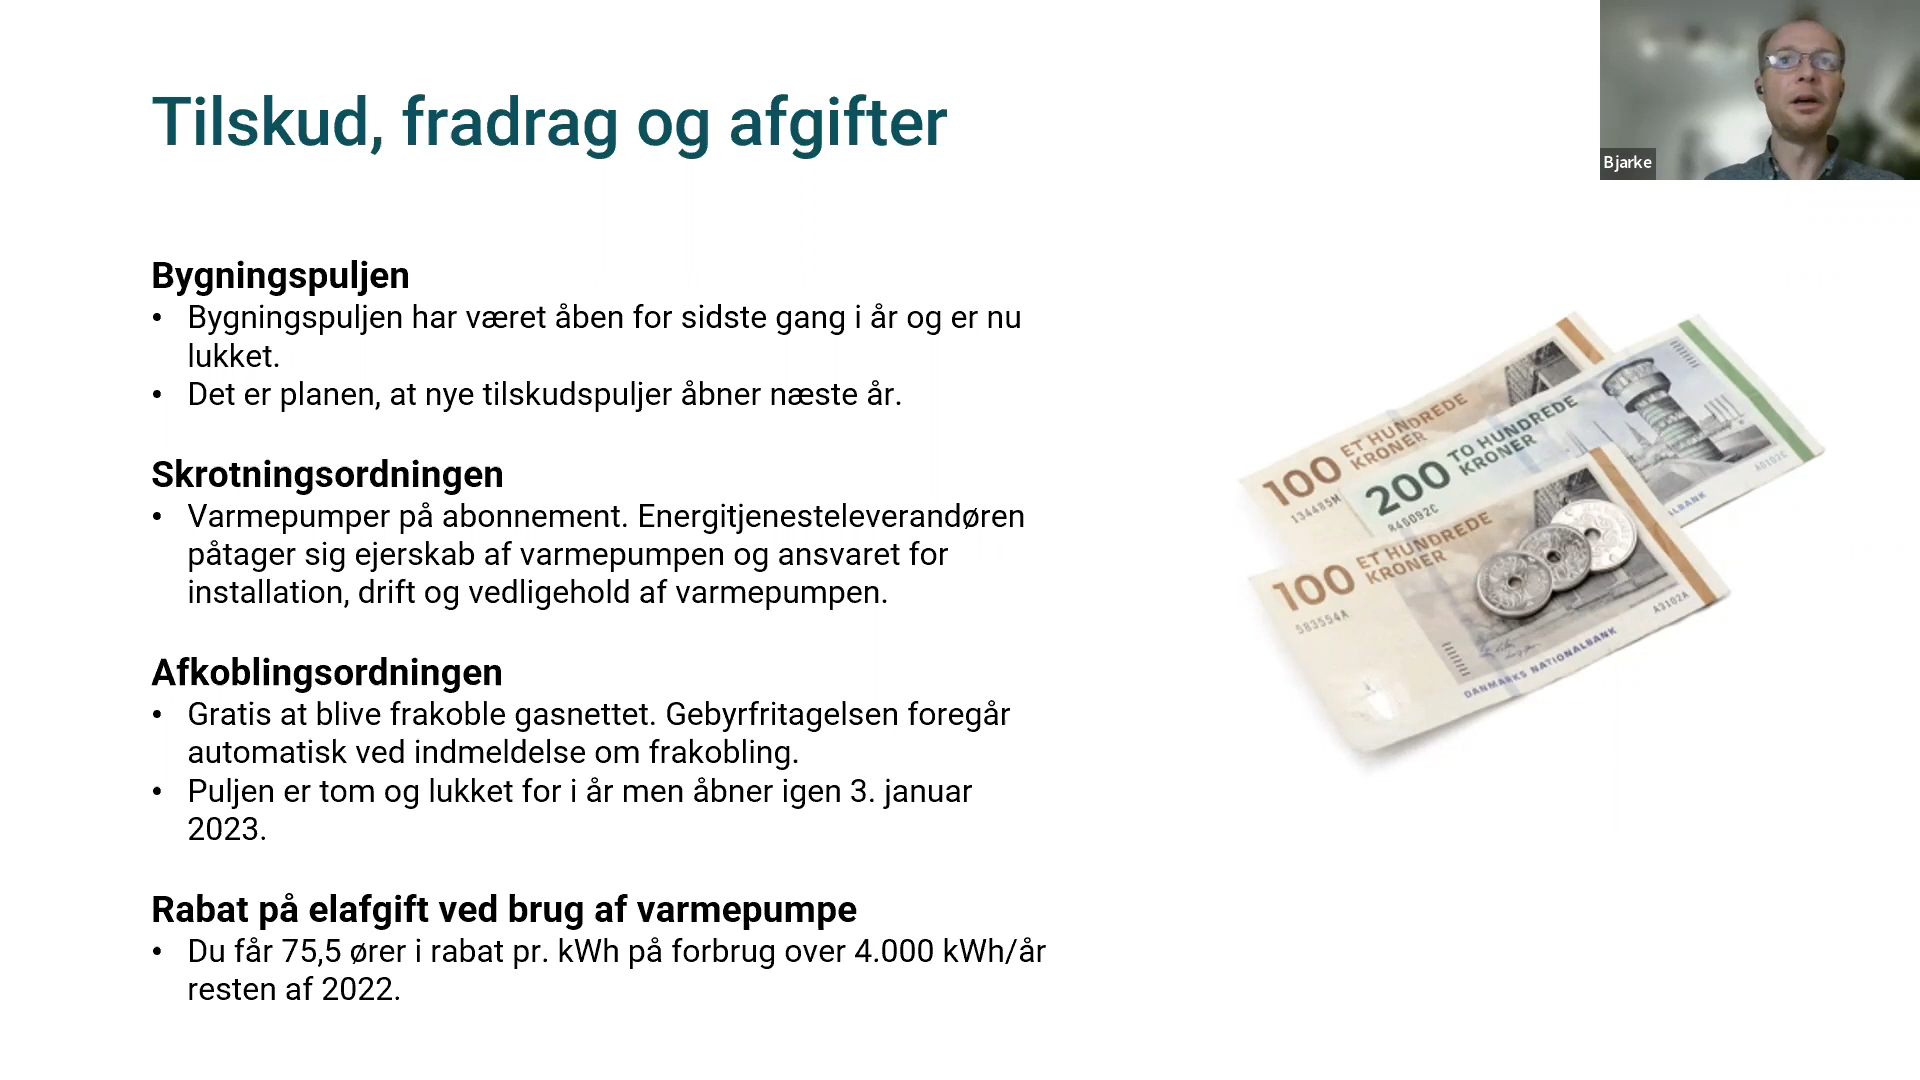 Tilskud, fradrag og afgifter
Bjarke
Bygningspuljen
• Bygningspuljen har været åben for sidste gang i år og er nu
lukket.
• Det er planen, at nye tilskudspuljer åbner næste år.
Skrotningsordningen
• Varmepumper på abonnement. Energitjenesteleverandøren
påtager sig ejerskab af varmepumpen og ansvaret for
installation, drift og vedligehold af varmepumpen.
Afkoblingsordningen
• Gratis at blive frakoble gasnettet. Gebyrfritagelsen foregår
automatisk ved indmeldelse om frakobling.
• Puljen er tom og lukket for i år men åbner igen 3. januar
2023.
Rabat på elafgift ved brug af varmepumpe
• Du får 75,5 ører i rabat pr. kWh på forbrug over 4.000 kWh/år
resten af 2022.
100 ET HUNDREDE
KRONER
134485M
200 TO HUNDREDE
KRONER
A0102C
100 ET HUNDREDE
KRONER
583554A
A3102A
DANMARKS NATIONALBANK